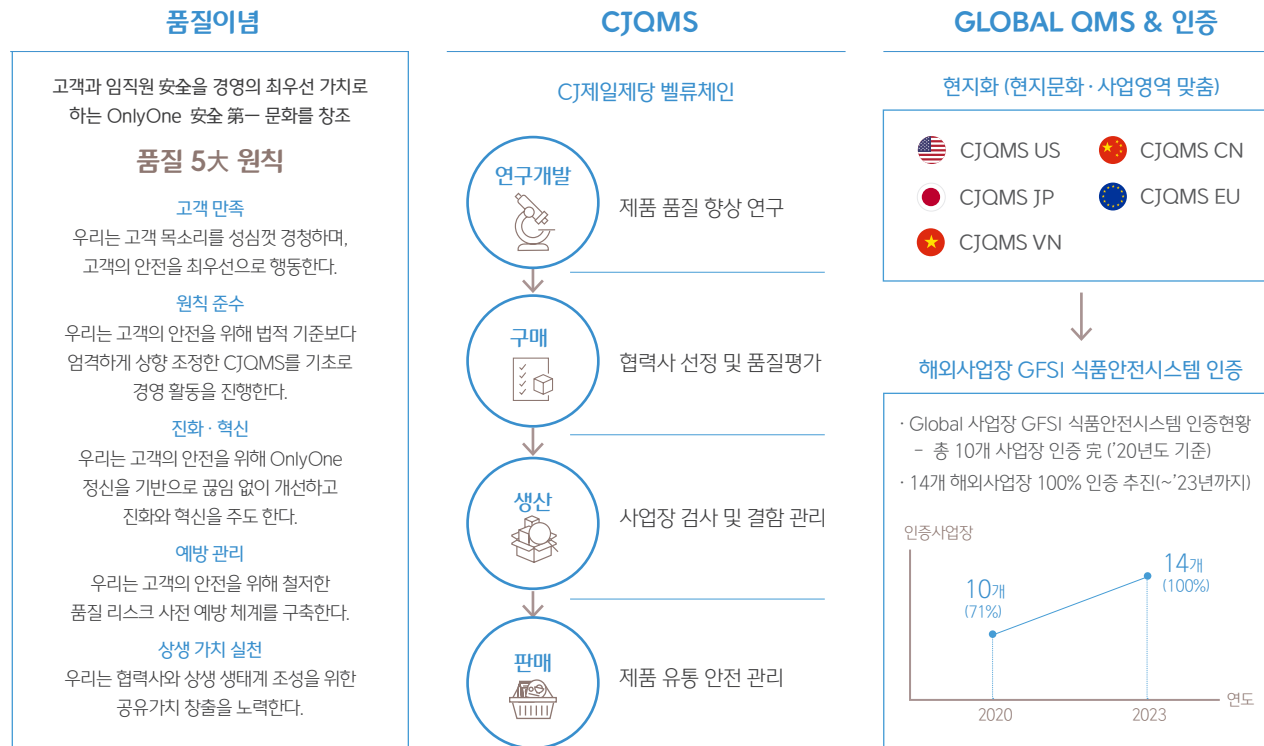 품질이념
고객과 임직원 安全을 경영의 최우선 가치로
하는 OnlyOne 安全 第一 문화를 창조
품질 5大 원칙
고객 만족
우리는 고객 목소리를 성심껏 경청하며,
고객의 안전을 최우선으로 행동한다.
원칙 준수
우리는 고객의 안전을 위해 법적 기준보다
엄격하게 상향 조정한 CJQMS를 기초로
경영 활동을 진행한다.
진화 · 혁신
우리는 고객의 안전을 위해 OnlyOne
정신을 기반으로 끊임 없이 개선하고
진화와 혁신을 주도 한다.
예방 관리
우리는 고객의 안전을 위해 철저한
품질 리스크 사전 예방 체계를 구축한다.
상생 가치 실천
우리는 협력사와 상생 생태계 조성을 위한
공유가치 창출을 노력한다.
CJQMS
CJ제일제당 벨류체인
연구개발
제품 품질 향상 연구
구매
협력사 선정 및 품질평가
생산
사업장 검사 및 결함 관리
판매
제품 유통 안전 관리
GLOBAL QMS & 인증
현지화 (현지문화 · 사업영역 맞춤)
CJQMS US
CJQMS CN
CJQMS JP
CJQMS EU
CJQMS VN
해외사업장 GFSI 식품안전시스템 인증
· Global 사업장 GFSI 식품안전시스템 인증현황
- 총 10개 사업장 인증 完 ('20년도 기준)
· 14개 해외사업장 100% 인증 추진(~'23년까지)
인증사업장
10개
(71%)
14개
(100%)
연도
2020
2023